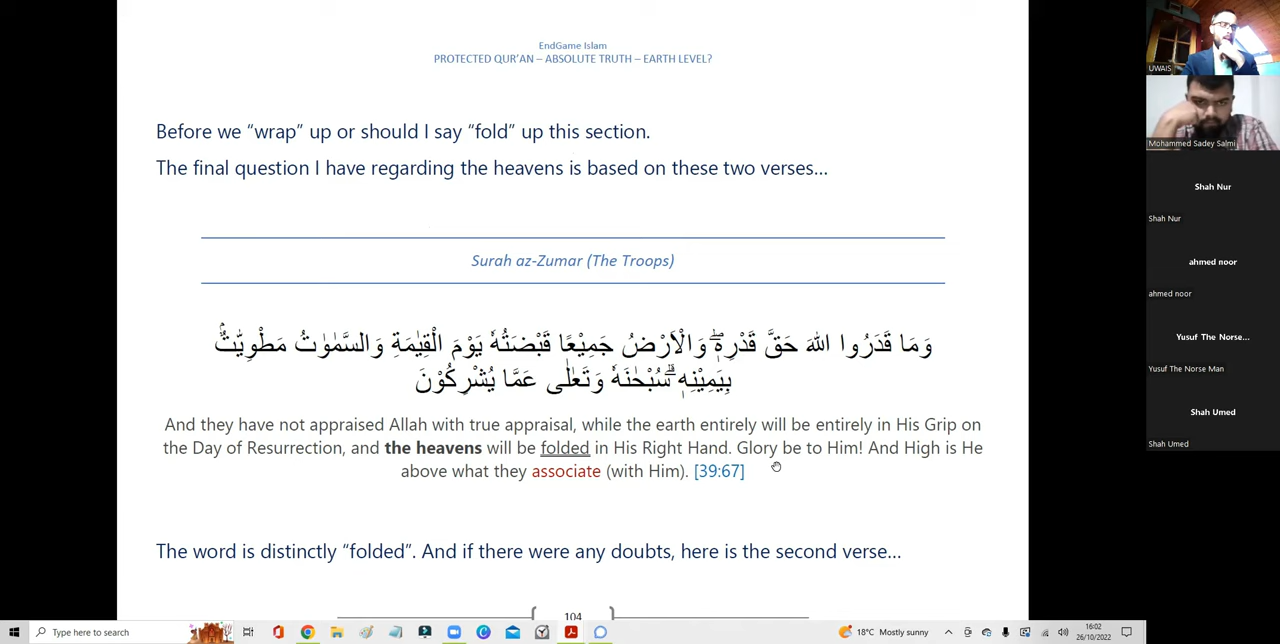 EndGame Islam
PROTECTED QUR'AN – ABSOLUTE TRUTH – EARTH LEVEL?
Before we "wrap" up or should I say "fold" up this section.
The final question I have regarding the heavens is based on these two verses…
Surah az-Zumar (The Troops)
وَمَا قَدَرُوا اللهَ حَقَّ قَدْرِهٖۖ وَالْاَرْضُ جَمِيْعًا قَبْضَتُهٗ يَوْمَ الْقِيٰمَةِ وَالسَّمٰوٰتُ مَطْوِيّٰتٌۢ
بِيَمِيْنِهٖۗ سُبْحٰنَهٗ وَتَعٰلٰى عَمَّا يُشْرِكُوْنَ
And they have not appraised Allah with true appraisal, while the earth entirely will be entirely in His Grip on
the Day of Resurrection, and the heavens will be folded in His Right Hand. Glory be to Him! And High is He
above what they associate (with Him). [39:67]
The word is distinctly "folded". And if there were any doubts, here is the second verse…
104
UWAIS
Mohammed Sadey Salmi
Shah Nur
Shah Nur
ahmed noor
ahmed noor
Yusuf The Norse...
Yusuf The Norse Man
Shah Umed
Shah Umed
Type here to search
18°C Mostly sunny
16:02
26/10/2022